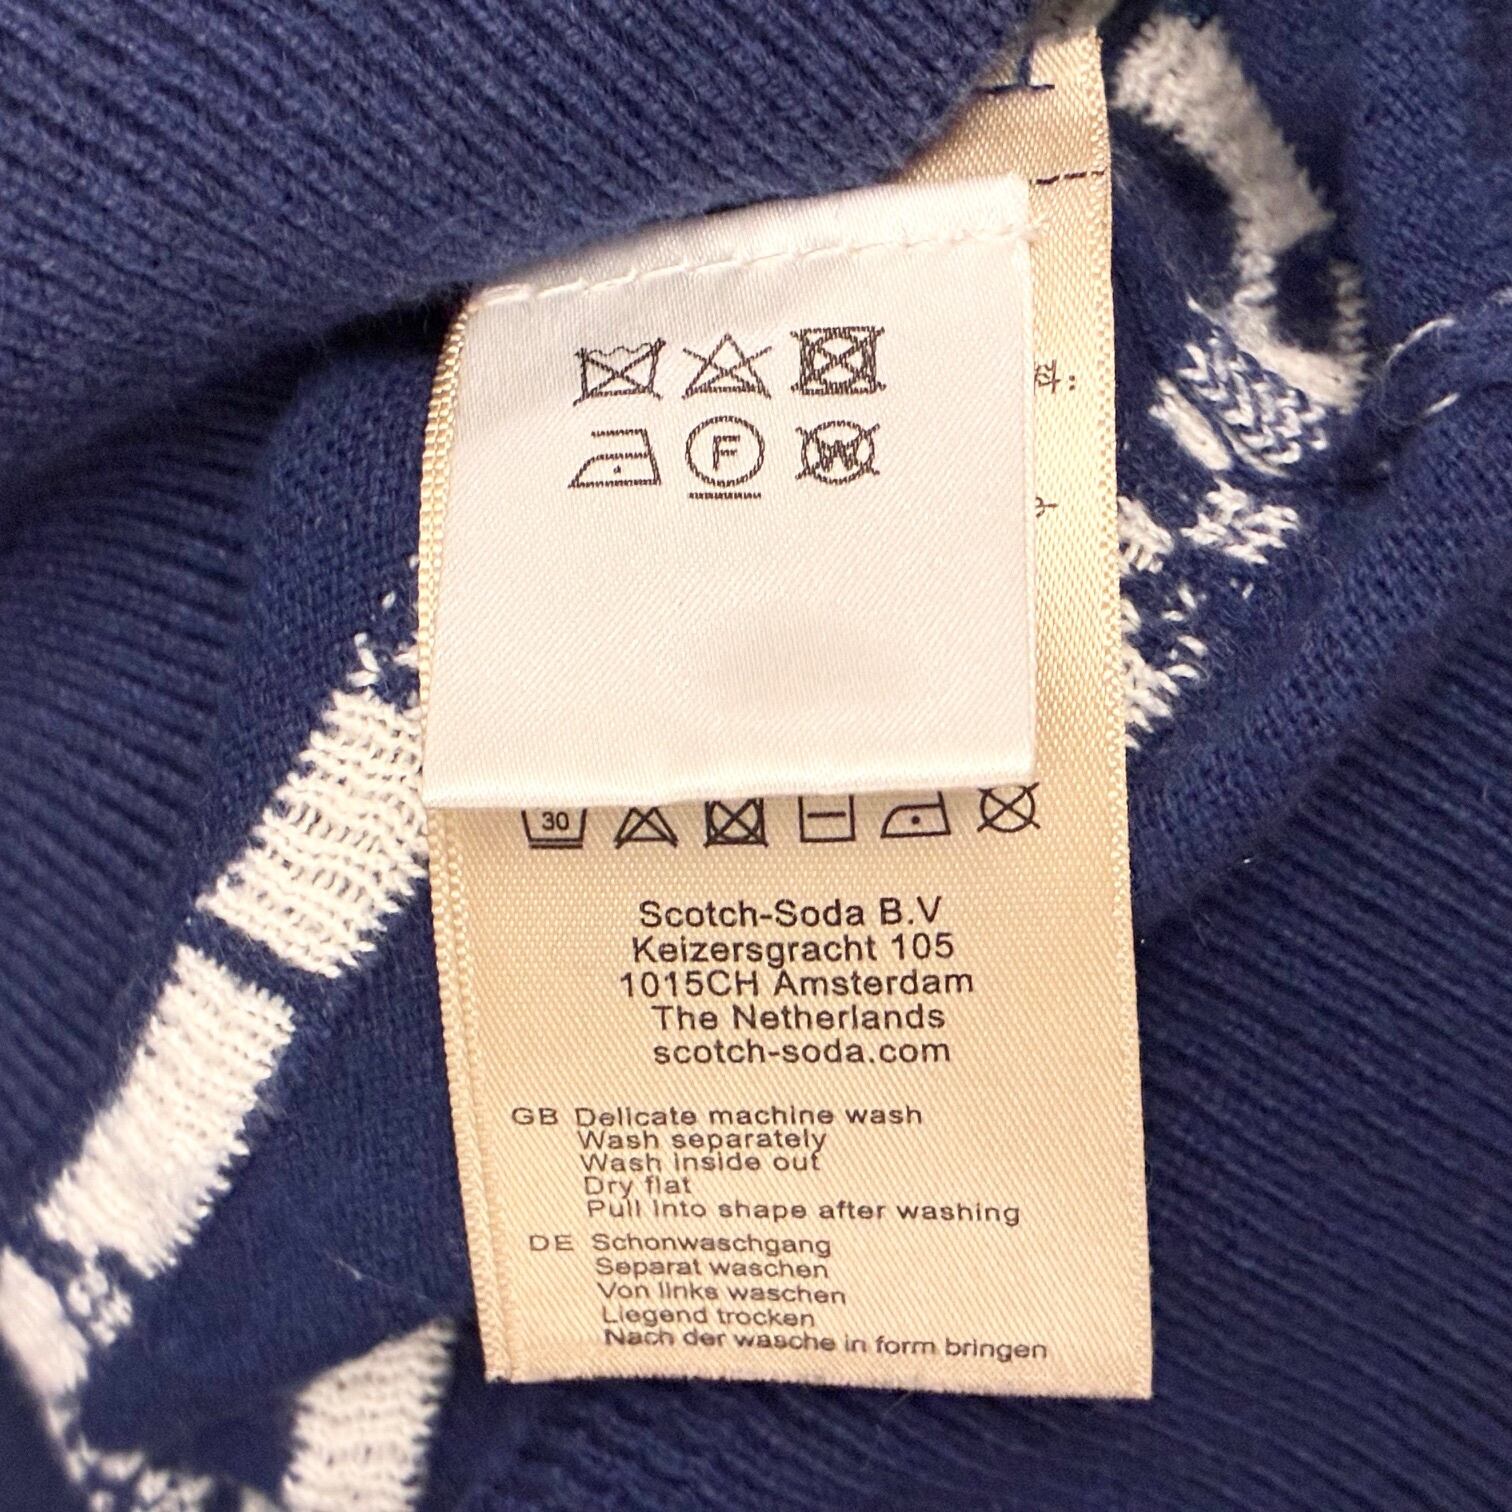 F
W
料:
30
Scotch-Soda B.V
Keizersgracht 105
1015CH Amsterdam
The Netherlands
scotch-soda.com
GB Delicate machine wash
Wash separately
Wash inside out
Dry flat
Pull into shape after washing
DE Schonwaschgang
Separat waschen
Von links waschen
Liegend trocken
Nach der wasche in form bringen